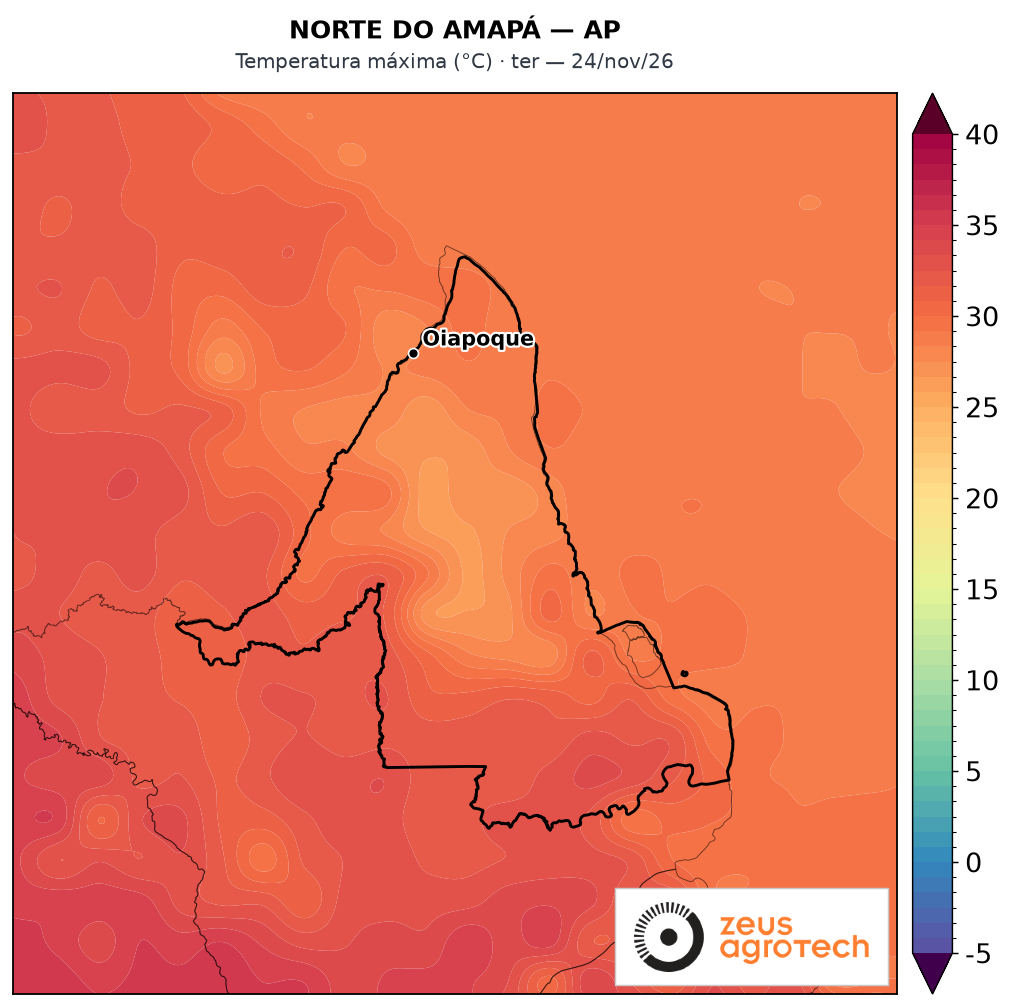 NORTE DO AMAPÁ — AP
Temperatura máxima (°C) · ter — 24/nov/26
Oiapoque
40
35
30
25
20
15
10
5
0
-5
zeus
agrotech